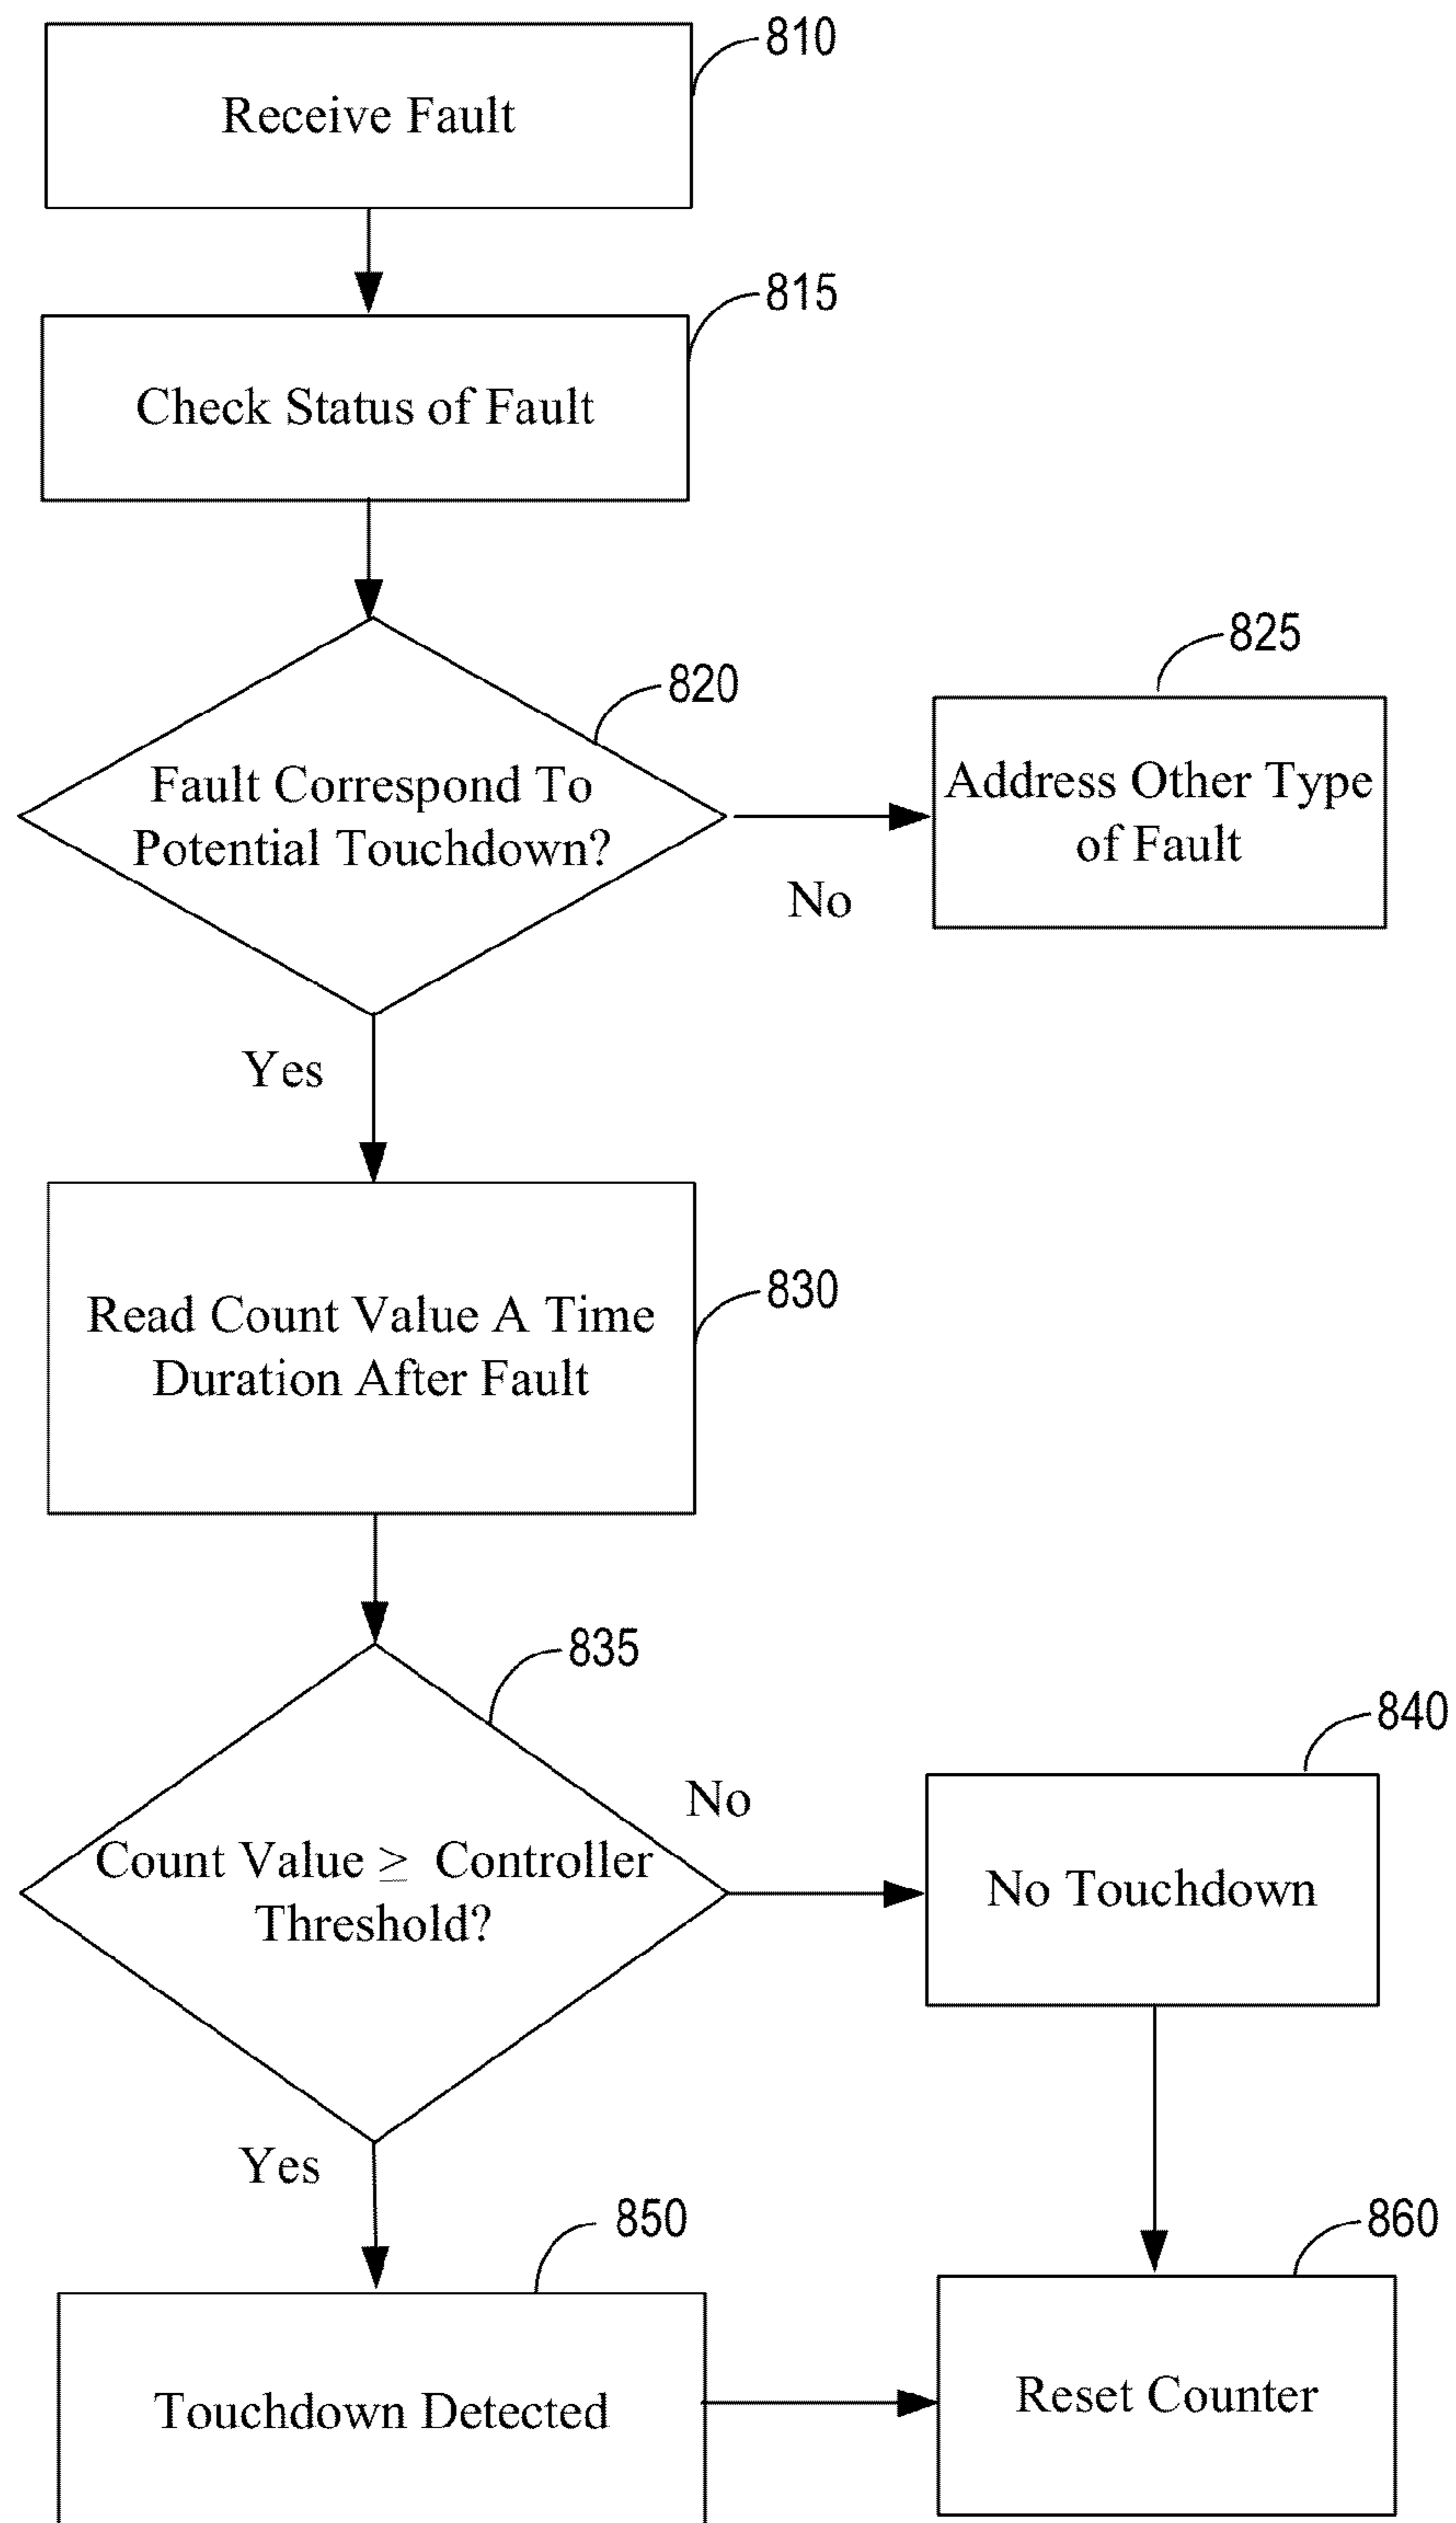 810
Receive Fault
815
Check Status of Fault
820
825
Fault Correspond To
Potential Touchdown?
Address Other Type
of Fault
No
Yes
830
Read Count Value A Time
Duration After Fault
835
840
No
Count Value ≥ Controller
Threshold?
No Touchdown
Yes
850
860
Touchdown Detected
Reset Counter